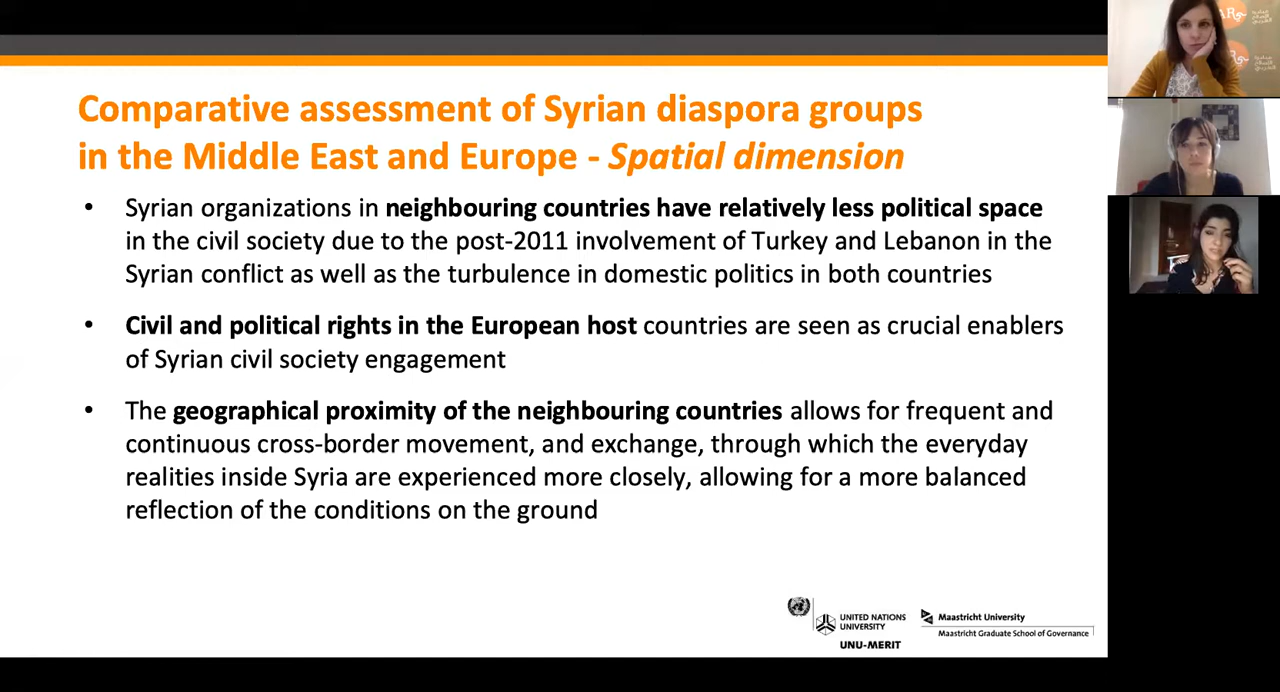 Comparative assessment of Syrian diaspora groups
in the Middle East and Europe - Spatial dimension
• Syrian organizations in neighbouring countries have relatively less political space
in the civil society due to the post-2011 involvement of Turkey and Lebanon in the
Syrian conflict as well as the turbulence in domestic politics in both countries
• Civil and political rights in the European host countries are seen as crucial enablers
of Syrian civil society engagement
• The geographical proximity of the neighbouring countries allows for frequent and
continuous cross-border movement, and exchange, through which the everyday
realities inside Syria are experienced more closely, allowing for a more balanced
reflection of the conditions on the ground
UNITED NATIONS
UNIVERSITY
UNU-MERIT
Maastricht University
Maastricht Graduate School of Governance